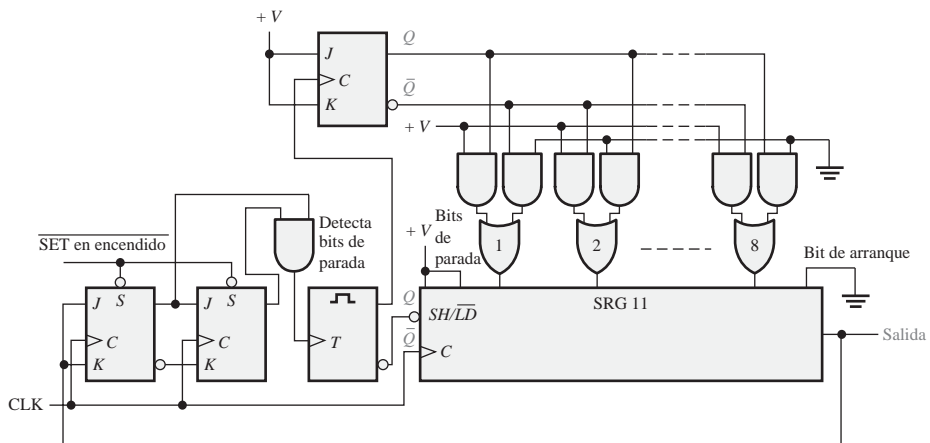 + V
Q
J
C
Q̄
K
+ V
Detecta
bits de
parada
SET en encendido
Bits
de
parada
+ V
1
2
8
Bit de arranque
S
S
J
J
Q
SRG 11
SH/LD
C
C
T
Q̄
C
Salida
K
K
CLK